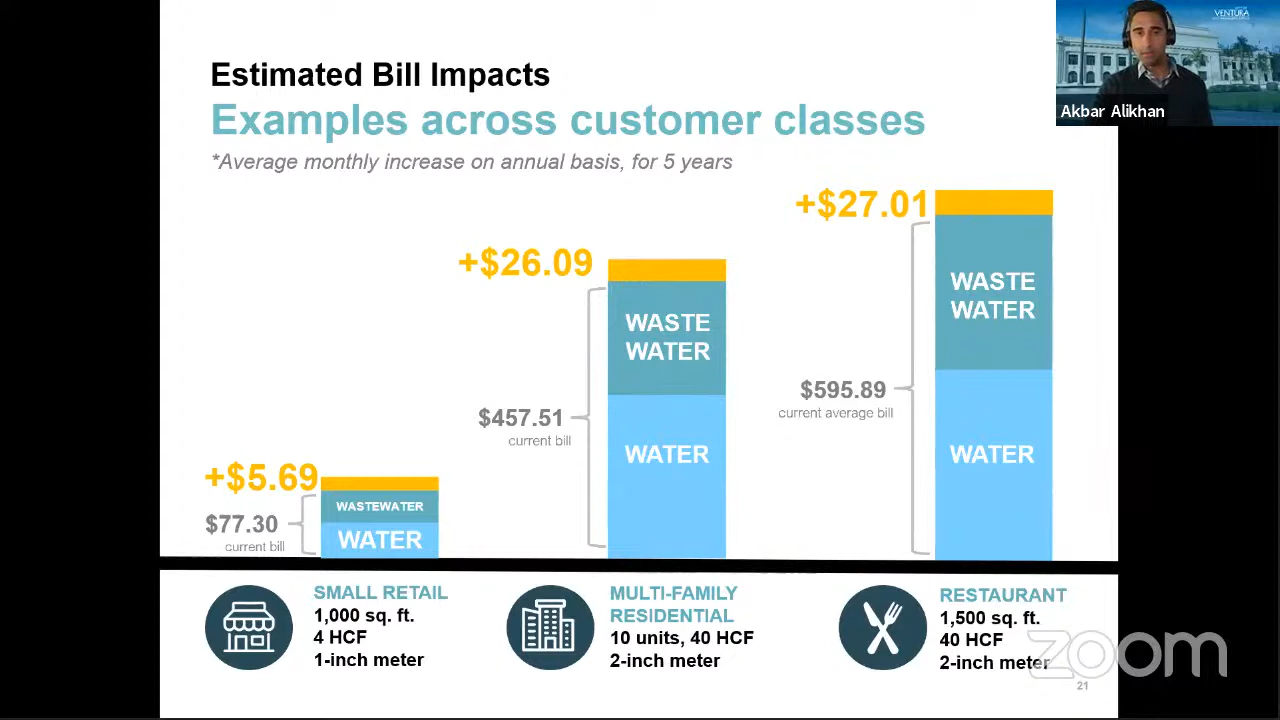 Estimated Bill Impacts
Examples across customer classes
*Average monthly increase on annual basis, for 5 years
VENTURA
Akbar Alikhan
+$5.69
$77.30
current bill
WASTEWATER
WATER
+$26.09
$457.51
current bill
WASTE
WATER
WATER
+$27.01
$595.89
current average bill
WASTE
WATER
WATER
SMALL RETAIL
1,000 sq. ft.
4 HCF
1-inch meter
MULTI-FAMILY
RESIDENTIAL
10 units, 40 HCF
2-inch meter
RESTAURANT
1,500 sq. ft.
40 HCF
2-inch meter
zoom
21